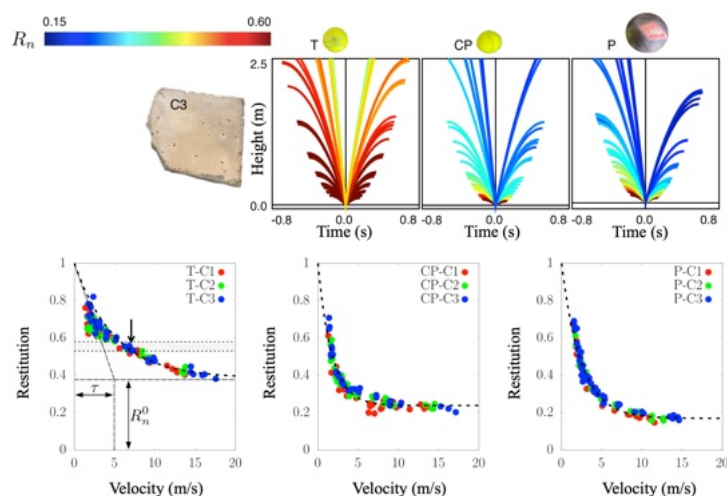 0.15 0.60
Rₙ
T CP P
C3
2.5
Height (m)
0.0
-0.8 0.0 0.8 -0.8 0.0 0.8 -0.8 0.0 0.8
Time (s) Time (s) Time (s)
1 1 1
T-C1 CP-C1 P-C1
T-C2 CP-C2 P-C2
T-C3 CP-C3 P-C3
0.8 0.8 0.8
0.6 0.6 0.6
Restitution Restitution Restitution
0.4 0.4 0.4
τ
Rₙ⁰
0.2 0.2 0.2
0 0 0
0 5 10 15 20 0 5 10 15 20 0 5 10 15 20
Velocity (m/s) Velocity (m/s) Velocity (m/s)